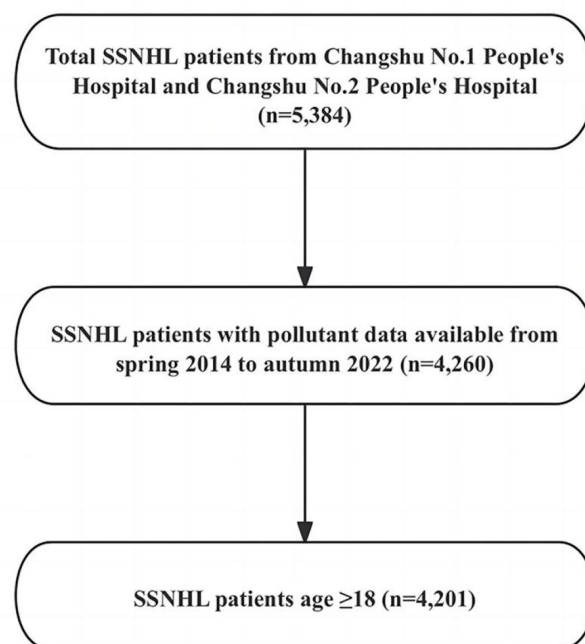 Total SSNHL patients from Changshu No.1 People's
Hospital and Changshu No.2 People's Hospital
(n=5,384)
SSNHL patients with pollutant data available from
spring 2014 to autumn 2022 (n=4,260)
SSNHL patients age ≥18 (n=4,201)